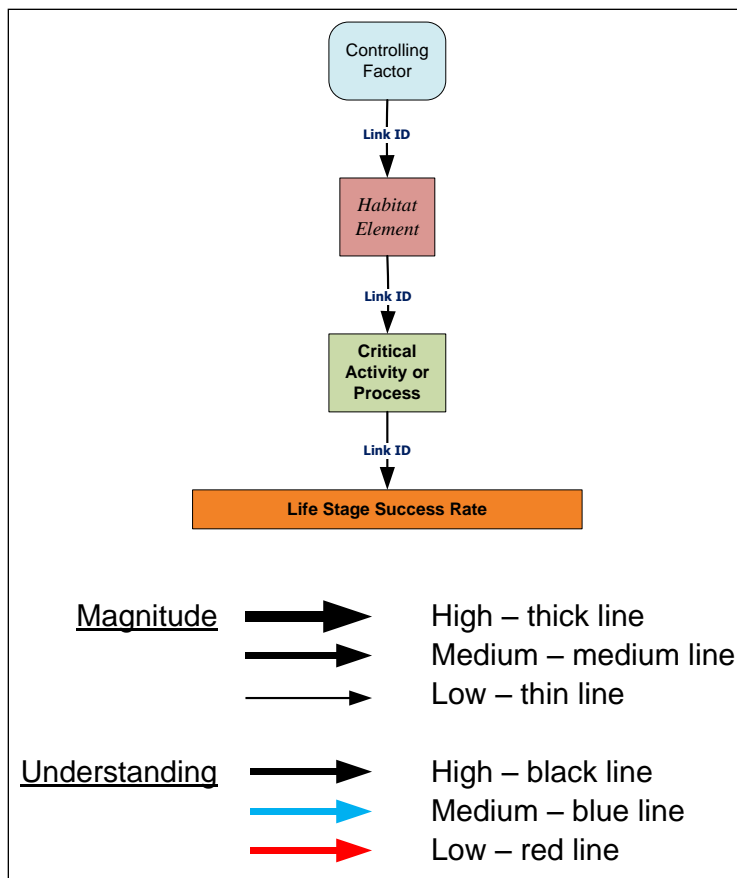 Controlling
Factor
Link ID
Habitat
Element
Link ID
Critical
Activity or
Process
Link ID
Life Stage Success Rate
Magnitude
High – thick line
Medium – medium line
Low – thin line
Understanding
High – black line
Medium – blue line
Low – red line